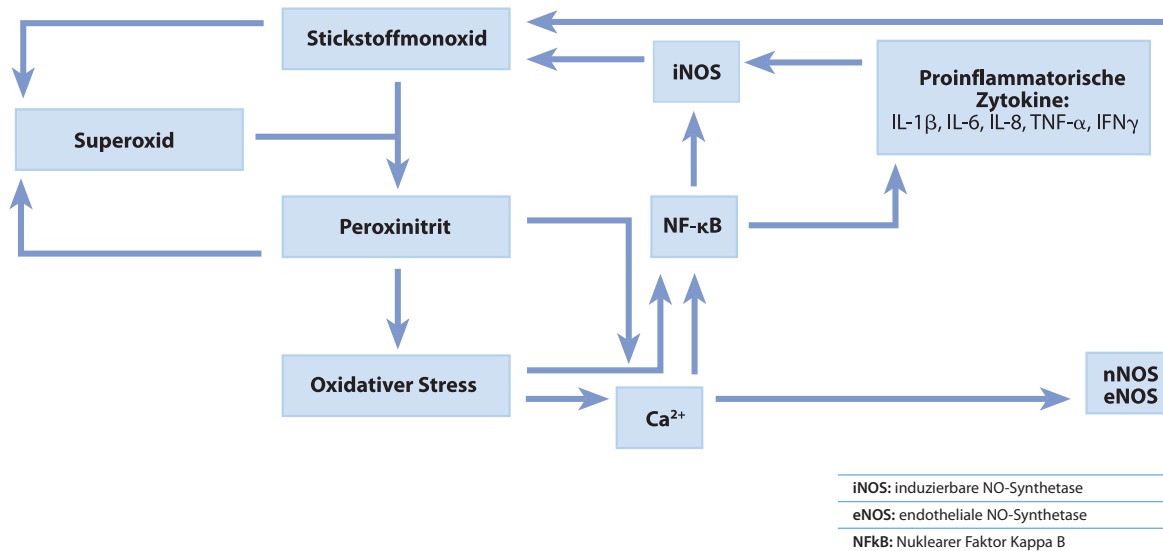 Stickstoffmonoxid
iNOS
Proinflammatorische
Zytokine:
IL-1β, IL-6, IL-8, TNF-α, IFNγ
Superoxid
Peroxinitrit
NF-κB
Oxidativer Stress
Ca²⁺
nNOS
eNOS
iNOS: induzierbare NO-Synthetase
eNOS: endotheliale NO-Synthetase
NFkB: Nuklearer Faktor Kappa B